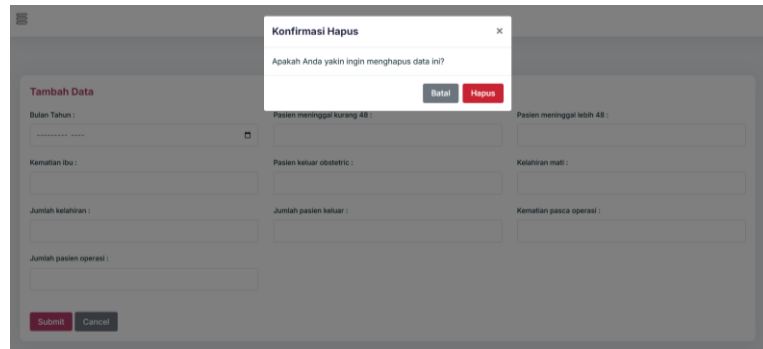 Konfirmasi Hapus ×
Apakah Anda yakin ingin menghapus data ini?
Batal Hapus
Tambah Data
Bulan Tahun : Pasien meninggal kurang 48 : Pasien meninggal lebih 48 :
--------- ----
Kematian ibu : Pasien keluar obstetric : Kelahiran mati :
Jumlah kelahiran : Jumlah pasien keluar : Kematian pasca operasi :
Jumlah pasien operasi :
Submit Cancel